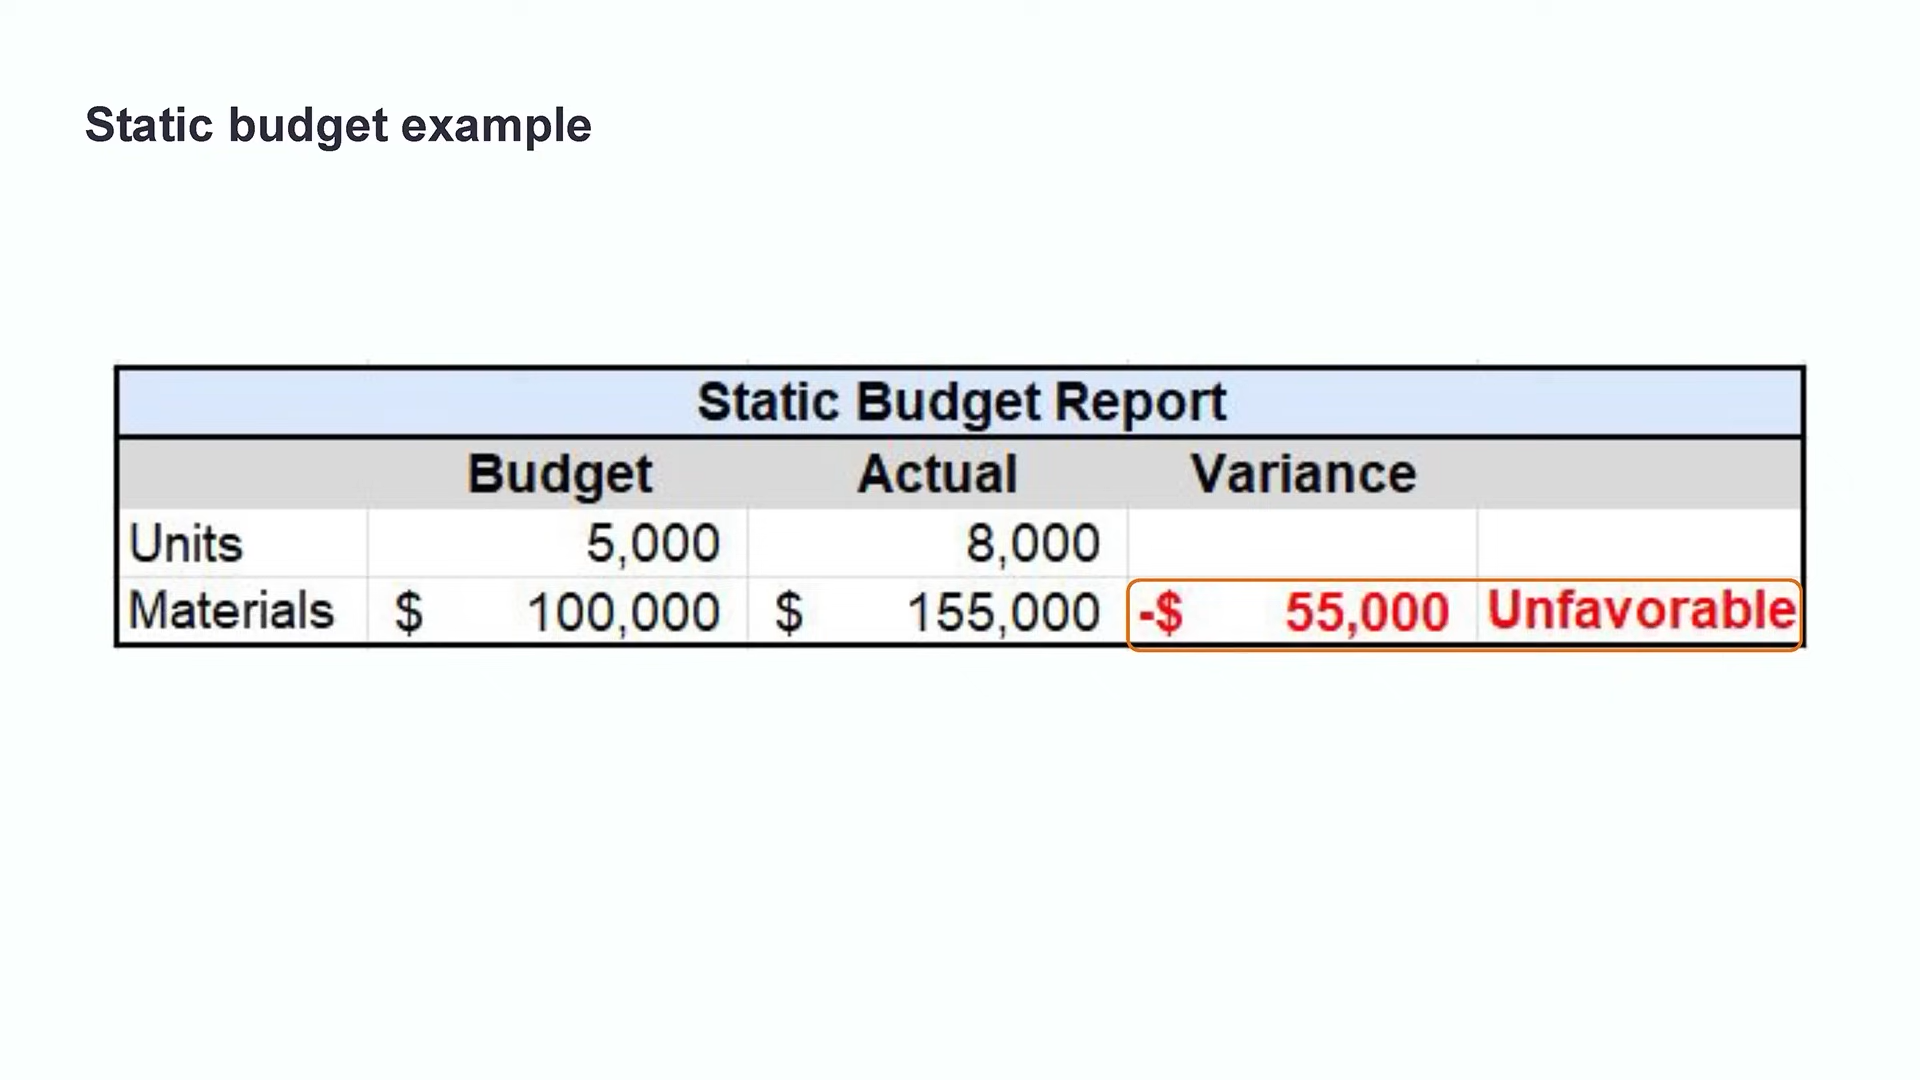 Static budget example
Static Budget Report
Budget Actual Variance
Units 5,000 8,000
Materials $ 100,000 $ 155,000 -$ 55,000 Unfavorable